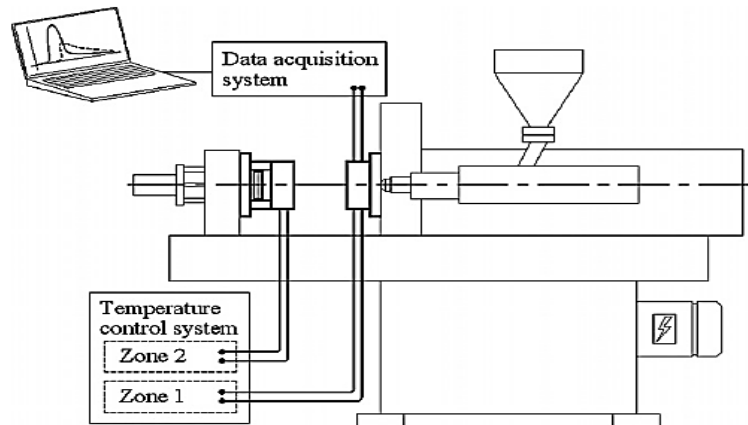 Data acquisition
system
Temperature
control system
Zone 2
Zone 1